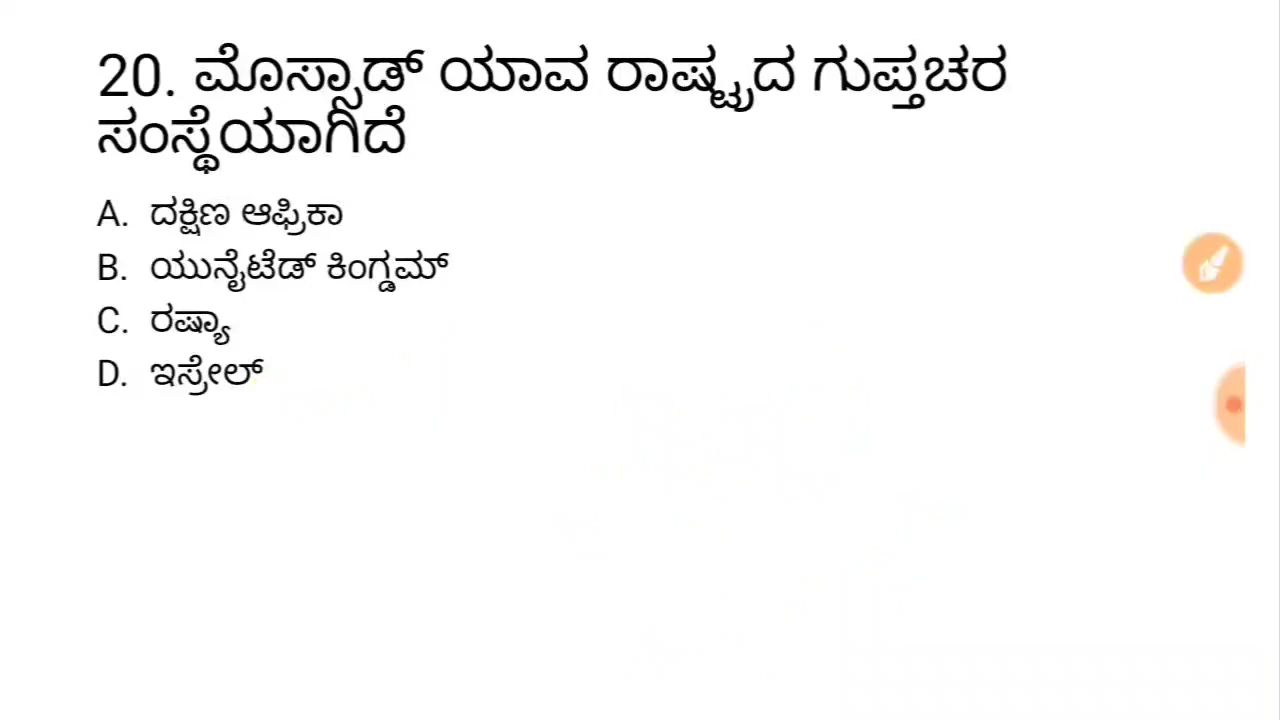 20. ಮೊಸ್ಸಾಡ್ ಯಾವ ರಾಷ್ಟ್ರದ ಗುಪ್ತಚರ
ಸಂಸ್ಥೆಯಾಗಿದೆ
A. ದಕ್ಷಿಣ ಆಫ್ರಿಕಾ
B. ಯುನೈಟೆಡ್ ಕಿಂಗ್ಡಮ್
C. ರಷ್ಯಾ
D. ಇಸ್ರೇಲ್